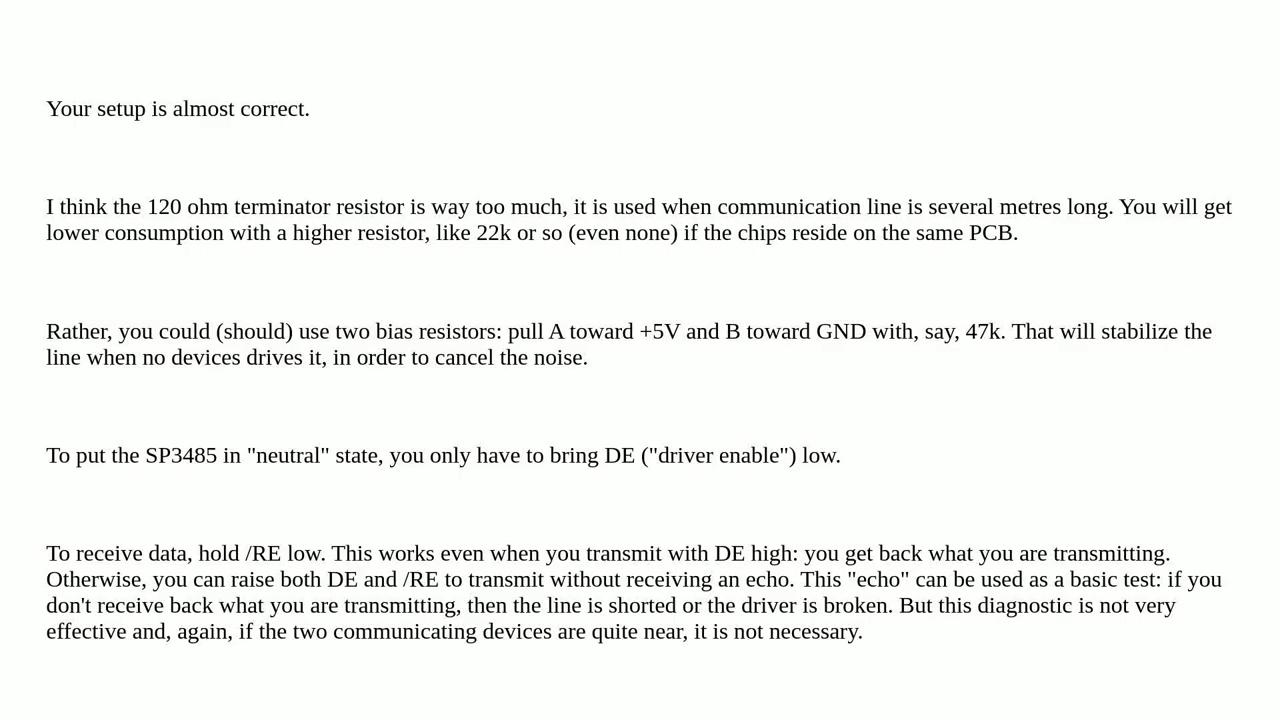 Your setup is almost correct.
I think the 120 ohm terminator resistor is way too much, it is used when communication line is several metres long. You will get
lower consumption with a higher resistor, like 22k or so (even none) if the chips reside on the same PCB.
Rather, you could (should) use two bias resistors: pull A toward +5V and B toward GND with, say, 47k. That will stabilize the
line when no devices drives it, in order to cancel the noise.
To put the SP3485 in "neutral" state, you only have to bring DE ("driver enable") low.
To receive data, hold /RE low. This works even when you transmit with DE high: you get back what you are transmitting.
Otherwise, you can raise both DE and /RE to transmit without receiving an echo. This "echo" can be used as a basic test: if you
don't receive back what you are transmitting, then the line is shorted or the driver is broken. But this diagnostic is not very
effective and, again, if the two communicating devices are quite near, it is not necessary.